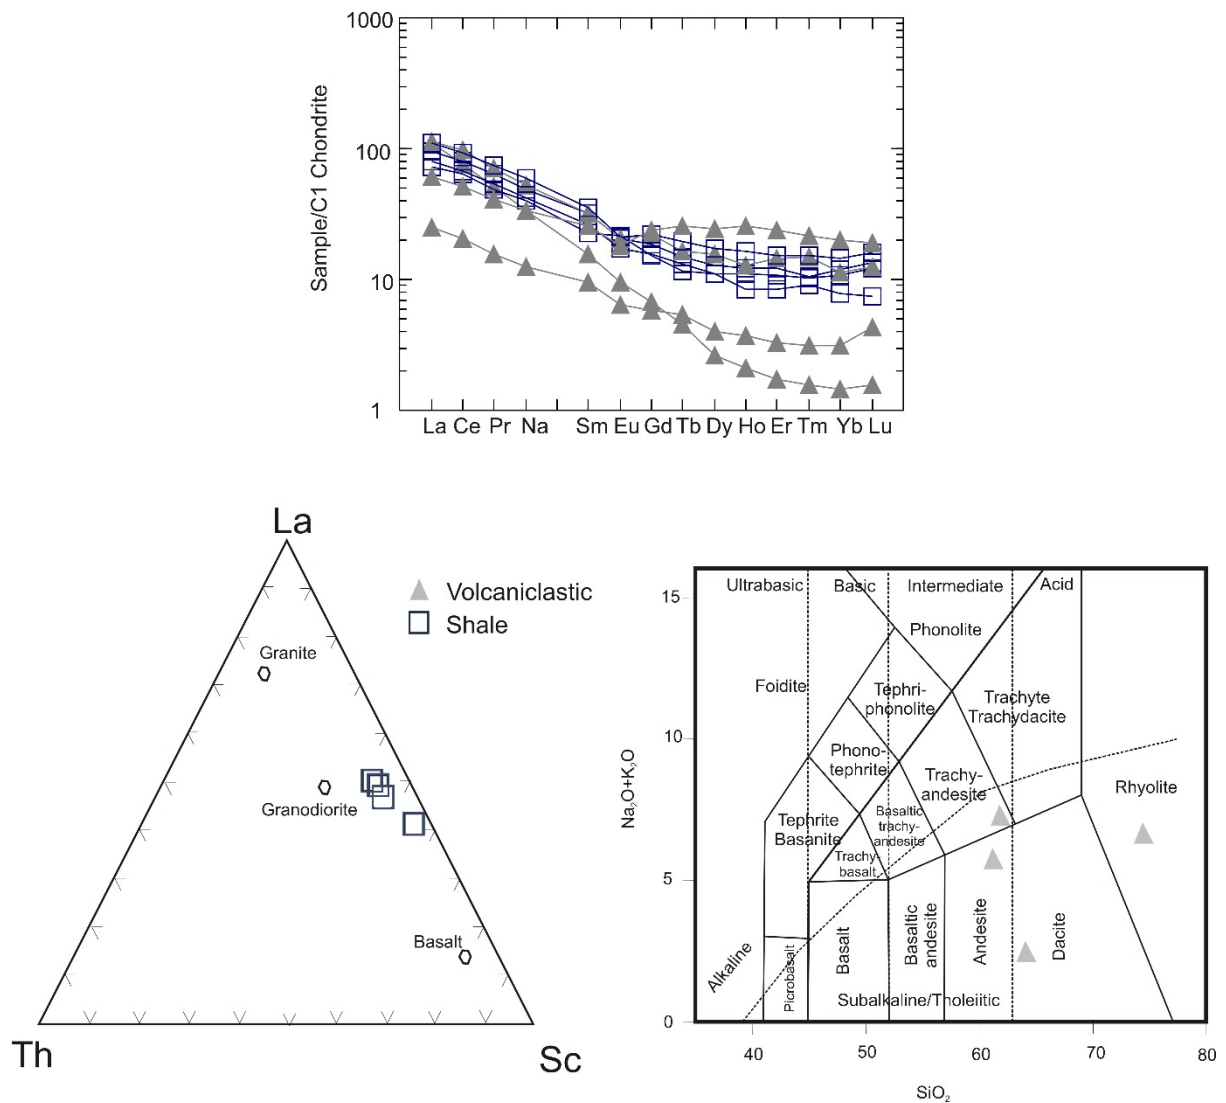 1000
100
10
1
Sample/C1 Chondrite
La Ce Pr Na Sm Eu Gd Tb Dy Ho Er Tm Yb Lu
La
Th
Sc
Granite
Granodiorite
Basalt
Volcaniclastic
Shale
Ultrabasic
Basic
Intermediate
Acid
Phonolite
Foidite
Tephri-
phonolite
Trachyte
Trachydacite
Phono-
tephrite
Trachy-
andesite
Rhyolite
Tephrite
Basanite
Basaltic
trachy-
andesite
Trachy-
basalt
Alkaline
Picrobasalt
Basalt
Basaltic
andesite
Andesite
Dacite
Subalkaline/Tholeiitic
15
10
5
0
Na₂O+K₂O
40 50 60 70 80
SiO₂